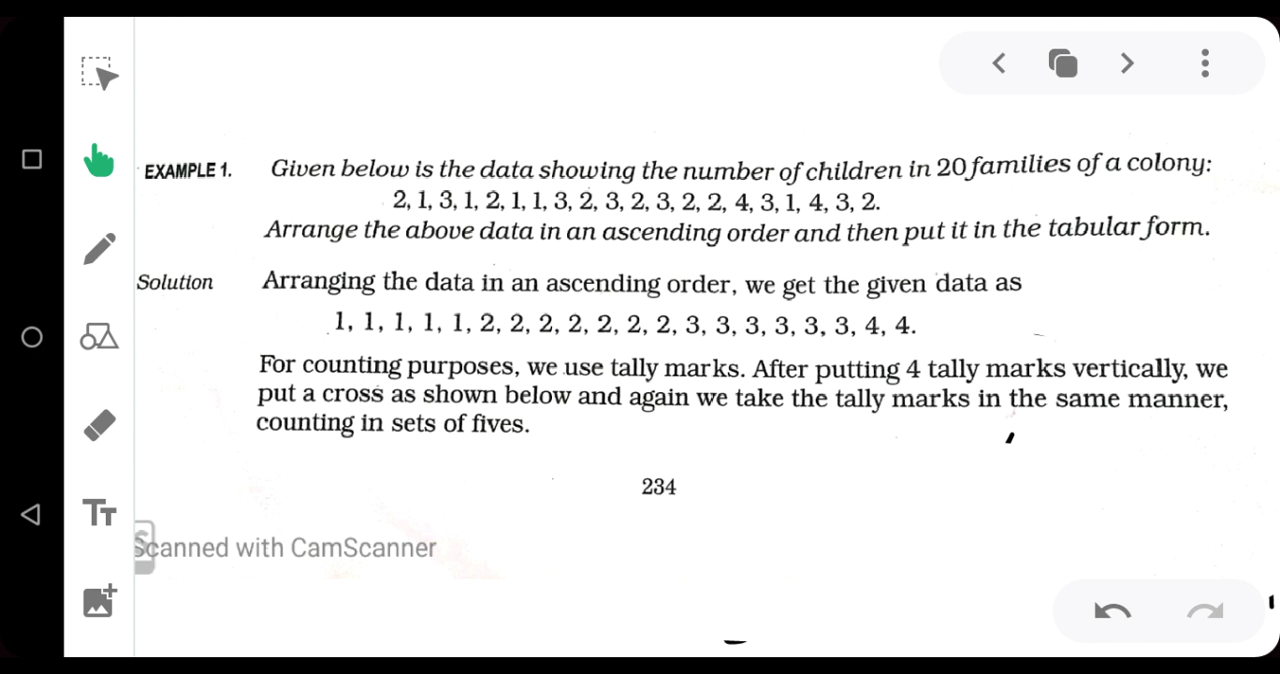 EXAMPLE 1. Given below is the data showing the number of children in 20 families of a colony:
2, 1, 3, 1, 2, 1, 1, 3, 2, 3, 2, 3, 2, 2, 4, 3, 1, 4, 3, 2.
Arrange the above data in an ascending order and then put it in the tabular form.
Solution Arranging the data in an ascending order, we get the given data as
1, 1, 1, 1, 1, 2, 2, 2, 2, 2, 2, 2, 3, 3, 3, 3, 3, 3, 4, 4.
For counting purposes, we use tally marks. After putting 4 tally marks vertically, we
put a cross as shown below and again we take the tally marks in the same manner,
counting in sets of fives.
234
Scanned with CamScanner
TT